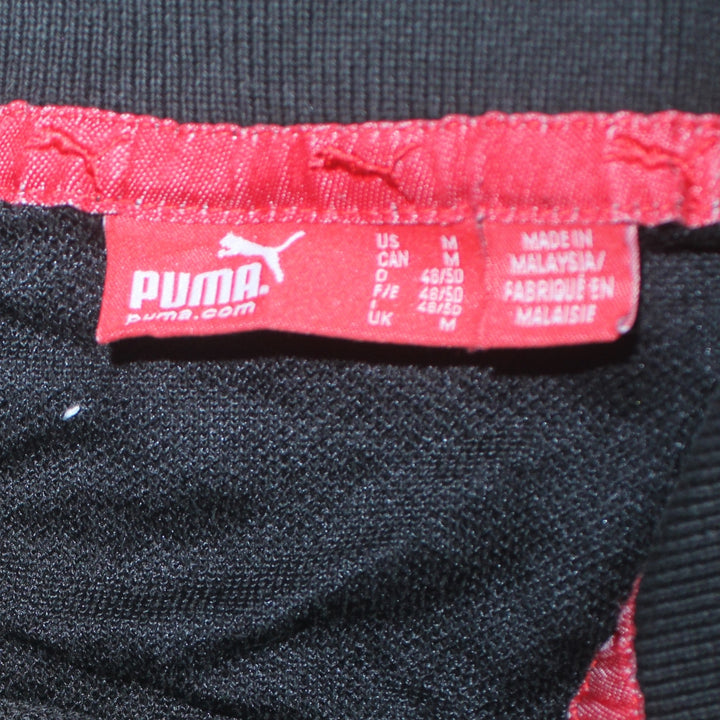 PUMA
puma.com
US M
CAN M
D 48/50
F/E 48/50
I 48/50
UK M
MADE IN
MALAYSIA/
FABRIQUÉ EN
MALAISIE